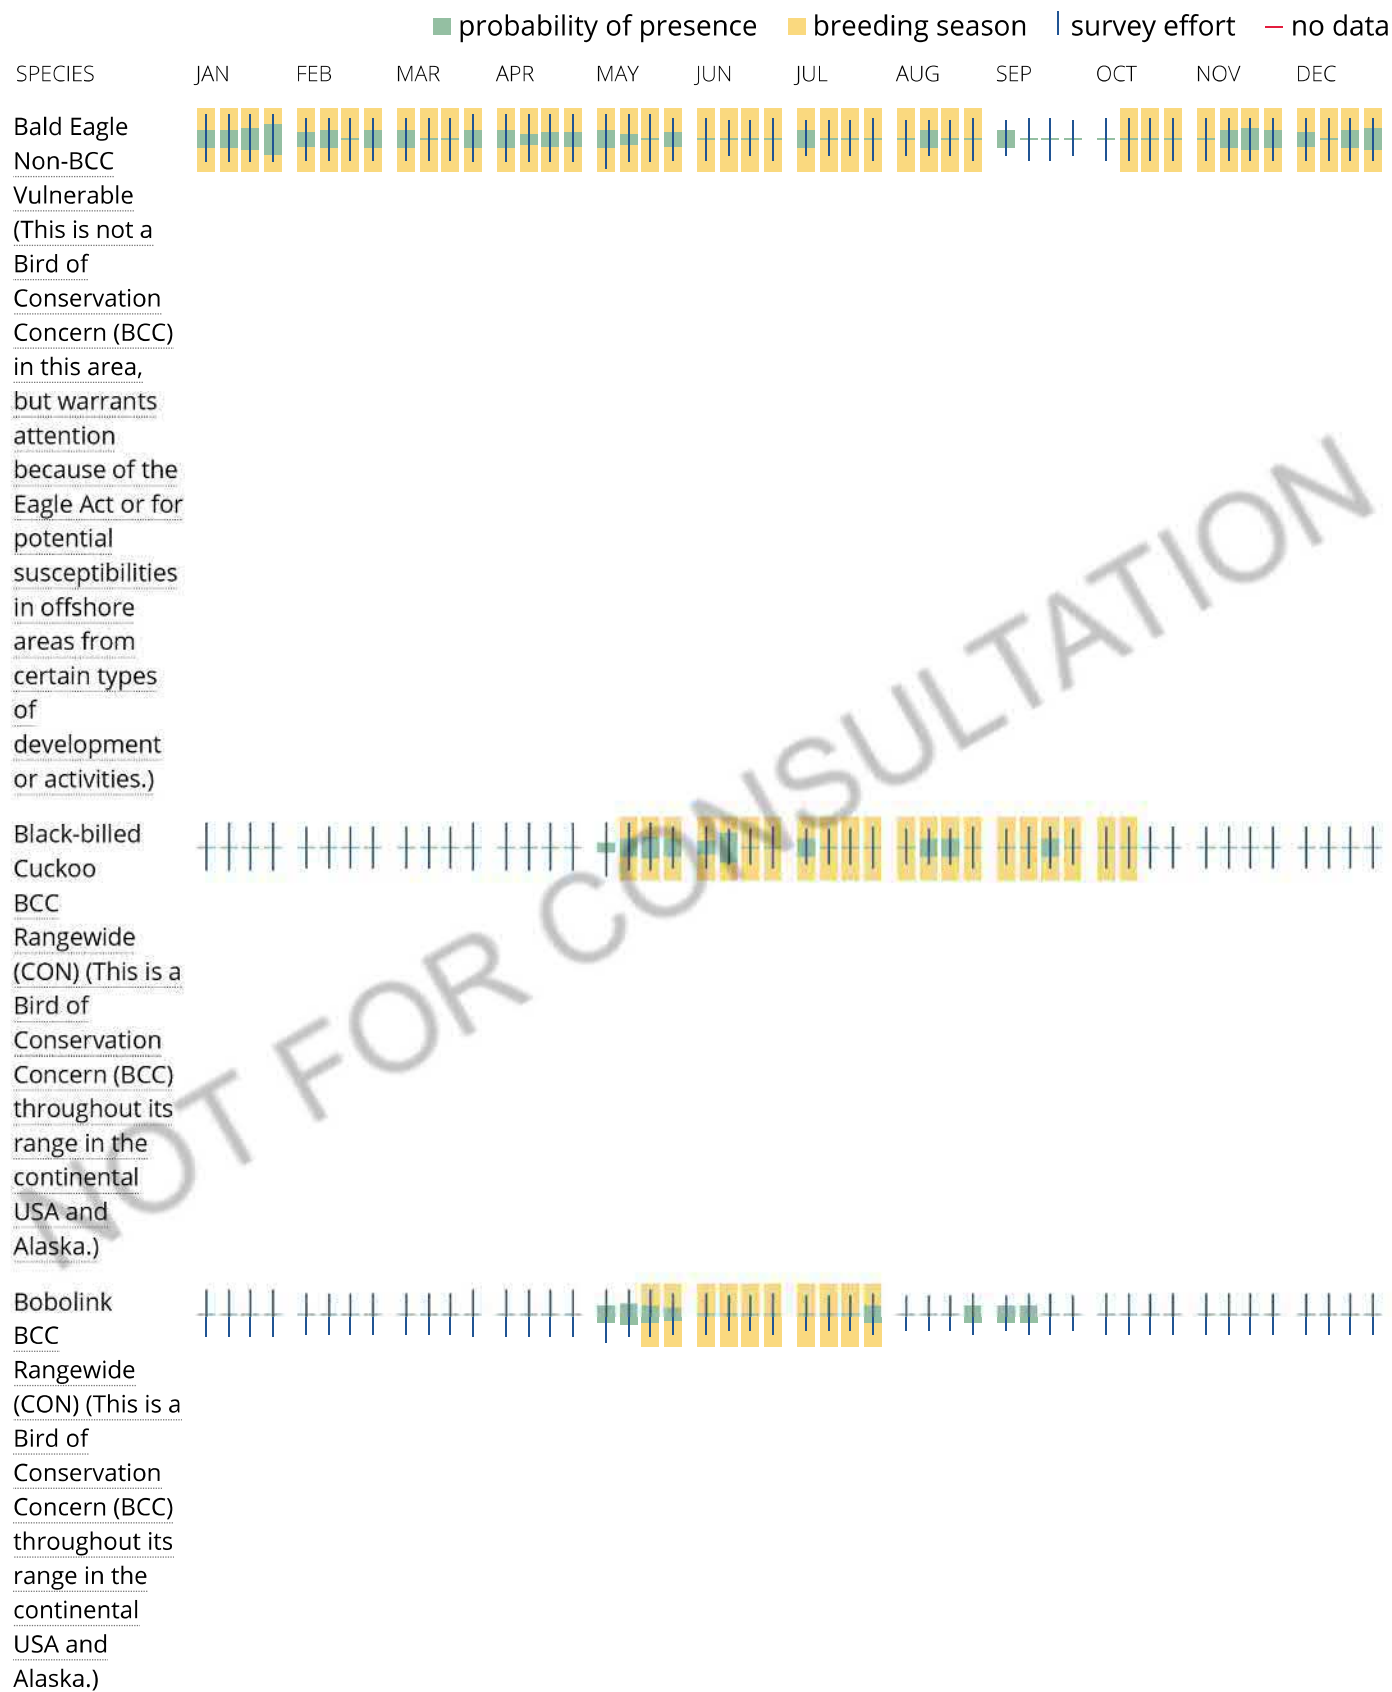 probability of presence breeding season survey effort no data
SPECIES JAN FEB MAR APR MAY JUN JUL AUG SEP OCT NOV DEC
Bald Eagle
Non-BCC
Vulnerable
(This is not a
Bird of
Conservation
Concern (BCC)
in this area,
but warrants
attention
because of the
Eagle Act or for
potential
susceptibilities
in offshore
areas from
certain types
of
development
or activities.)
Black-billed
Cuckoo
BCC
Rangewide
(CON) (This is a
Bird of
Conservation
Concern (BCC)
throughout its
range in the
continental
USA and
Alaska.)
Bobolink
BCC
Rangewide
(CON) (This is a
Bird of
Conservation
Concern (BCC)
throughout its
range in the
continental
USA and
Alaska.)
NOT FOR CONSULTATION